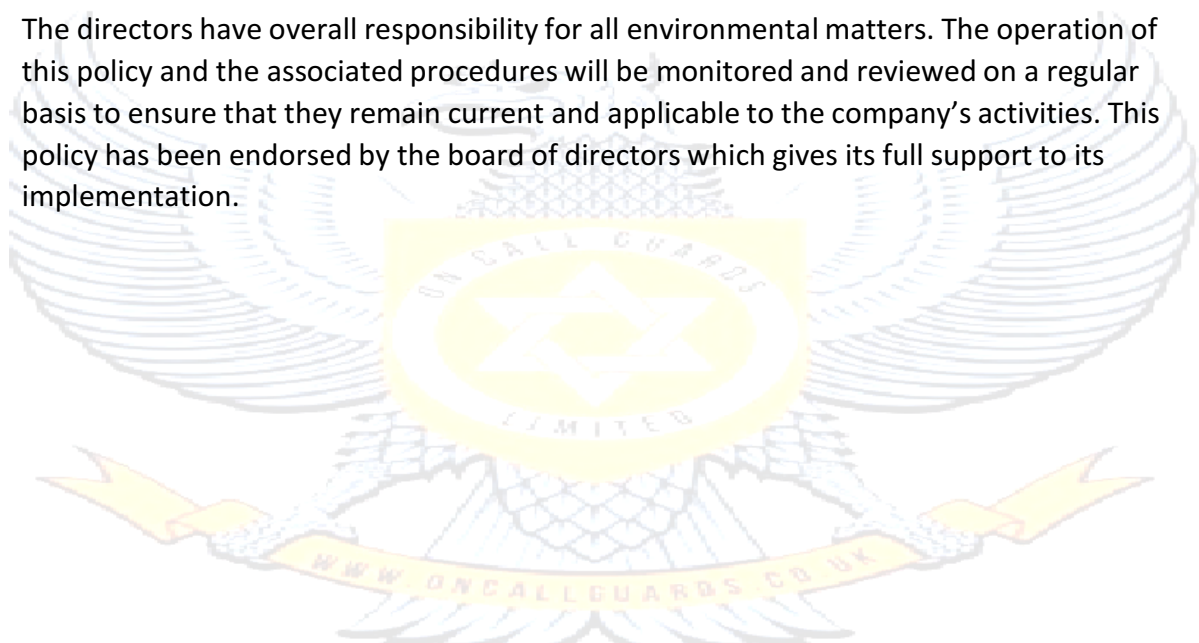 The directors have overall responsibility for all environmental matters. The operation of
this policy and the associated procedures will be monitored and reviewed on a regular
basis to ensure that they remain current and applicable to the company’s activities. This
policy has been endorsed by the board of directors which gives its full support to its
implementation.
ON CALL GUARDS
LIMITED
WWW.ONCALLGUARDS.CO.UK